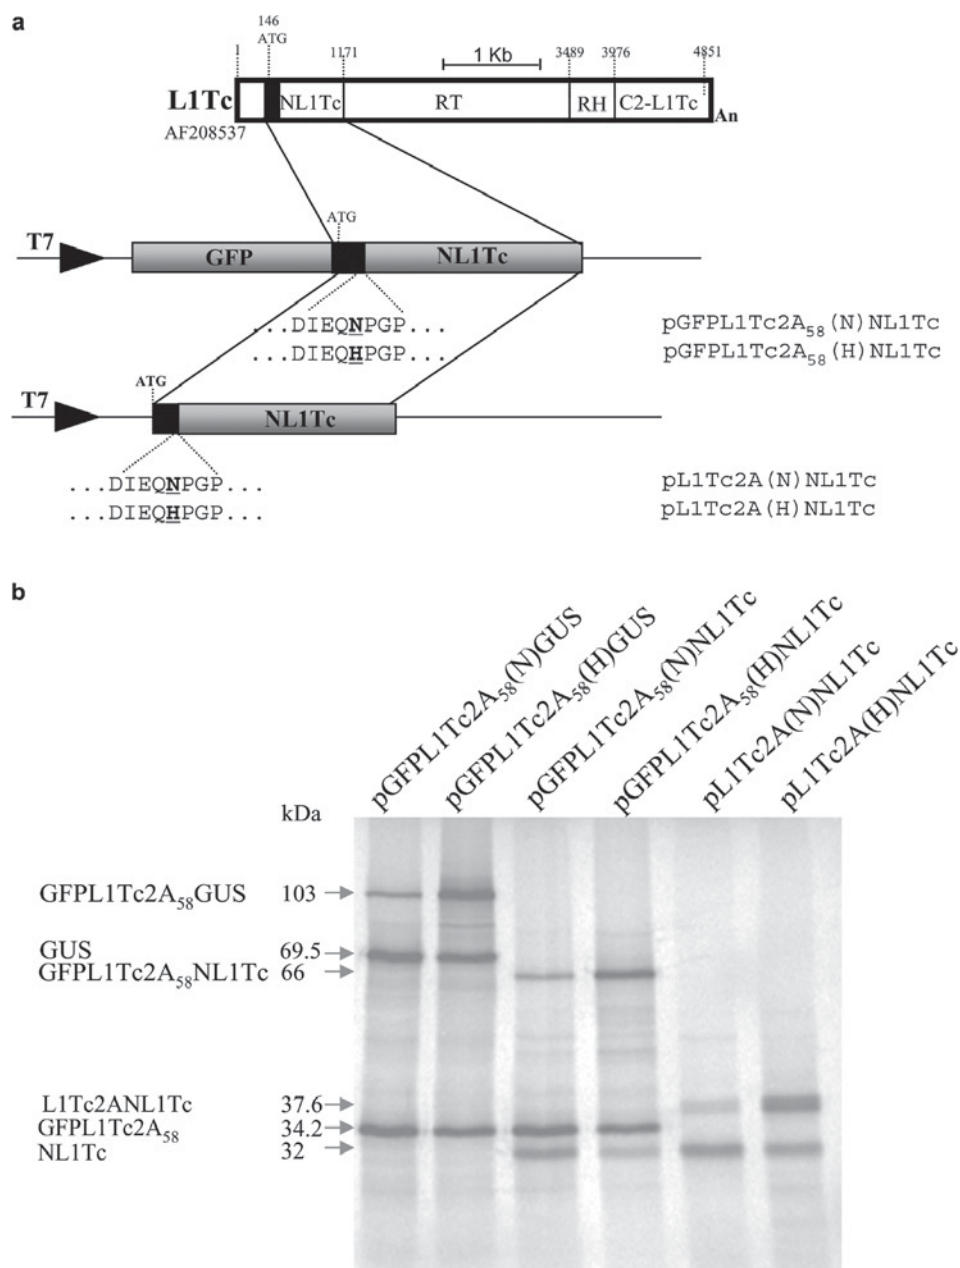 a
146
ATG
1
1171
1 Kb
3489
3976
4851
L1Tc
NL1Tc
RT
RH
C2-L1Tc
An
AF208537
ATG
T7
GFP
NL1Tc
...DIEQNPGP...
...DIEQHPGP...
pGFPL1Tc2A58(N)NL1Tc
pGFPL1Tc2A58(H)NL1Tc
ATG
T7
NL1Tc
...DIEQNPGP...
...DIEQHPGP...
pL1Tc2A(N)NL1Tc
pL1Tc2A(H)NL1Tc
b
pGFPL1Tc2A58(N)GUS
pGFPL1Tc2A58(H)GUS
pGFPL1Tc2A58(N)NL1Tc
pGFPL1Tc2A58(H)NL1Tc
pL1Tc2A(N)NL1Tc
pL1Tc2A(H)NL1Tc
kDa
GFPL1Tc2A58GUS 103
GUS 69.5
GFPL1Tc2A58NL1Tc 66
L1Tc2ANL1Tc 37.6
GFPL1Tc2A58 34.2
NL1Tc 32